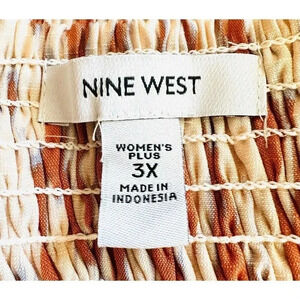 NINE WEST
WOMEN'S
PLUS
3X
MADE IN
INDONESIA